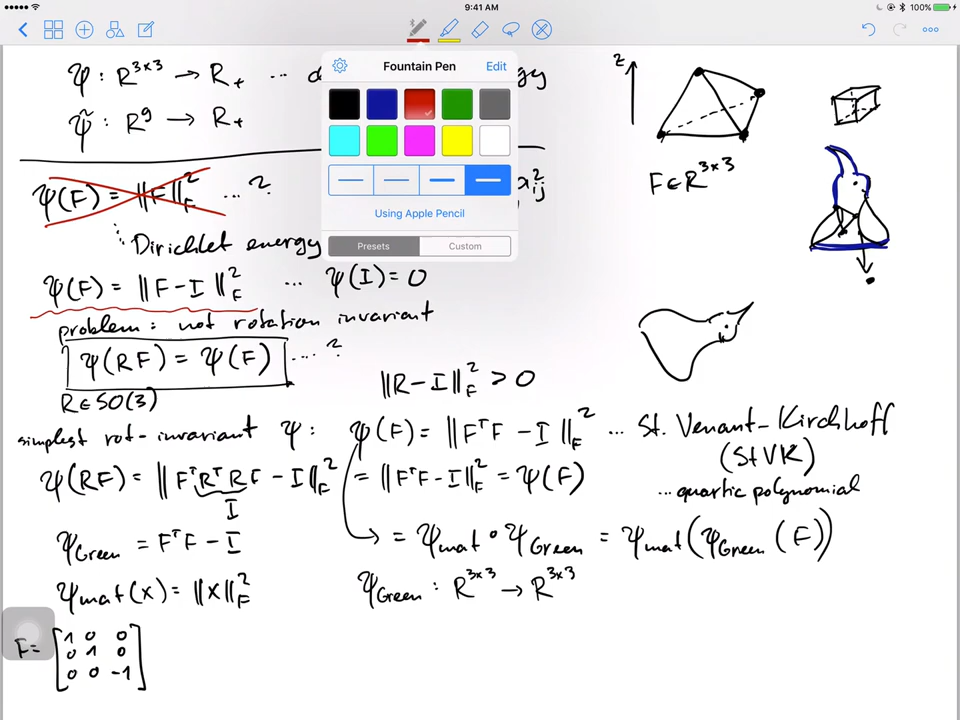 9:41 AM
100%
Fountain Pen
Edit
Using Apple Pencil
Presets
Custom
ψ : R^{3x3} → R_+ ...
ψ̃ : R^9 → R_+
z
F ∈ R^{3x3}
ψ(F) = ||F||_F^2 ... ?
Dirichlet energy
ψ(F) = ||F - I||_F^2 ... ψ(I) = 0
problem: not rotation invariant
ψ(RF) = ψ(F) ... ?
R ∈ SO(3)
||R - I||_F^2 > 0
simplest rot-invariant ψ: ψ(F) = ||F^T F - I||_F^2 ... St. Venant-Kirchhoff
(StVK)
ψ(RF) = ||F^T R^T R F - I||_F^2 = ||F^T F - I||_F^2 = ψ(F)
I
... quartic polynomial
ψ_Green = F^T F - I
→ = ψ_mat ∘ ψ_Green = ψ_mat(ψ_Green(F))
ψ_mat(x) = ||x||_F^2
ψ_Green : R^{3x3} → R^{3x3}
F = [1 0 0
0 1 0
0 0 -1]